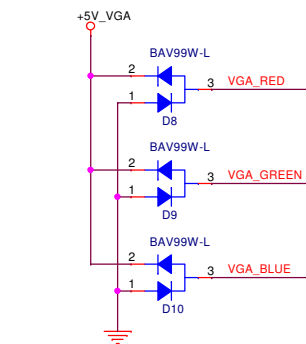 +5V_VGA
BAV99W-L
2
3 VGA_RED
1
D8
BAV99W-L
2
3 VGA_GREEN
1
D9
BAV99W-L
2
3 VGA_BLUE
1
D10